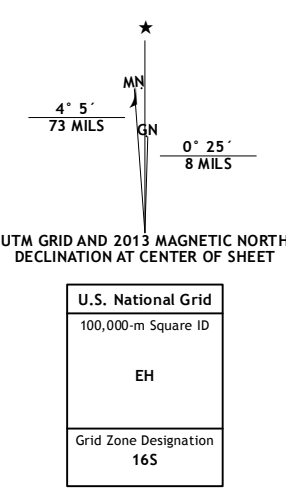 MN
4° 5´
73 MILS
GN
0° 25´
8 MILS
UTM GRID AND 2013 MAGNETIC NORTH
DECLINATION AT CENTER OF SHEET
U.S. National Grid
100,000-m Square ID
EH
Grid Zone Designation
16S